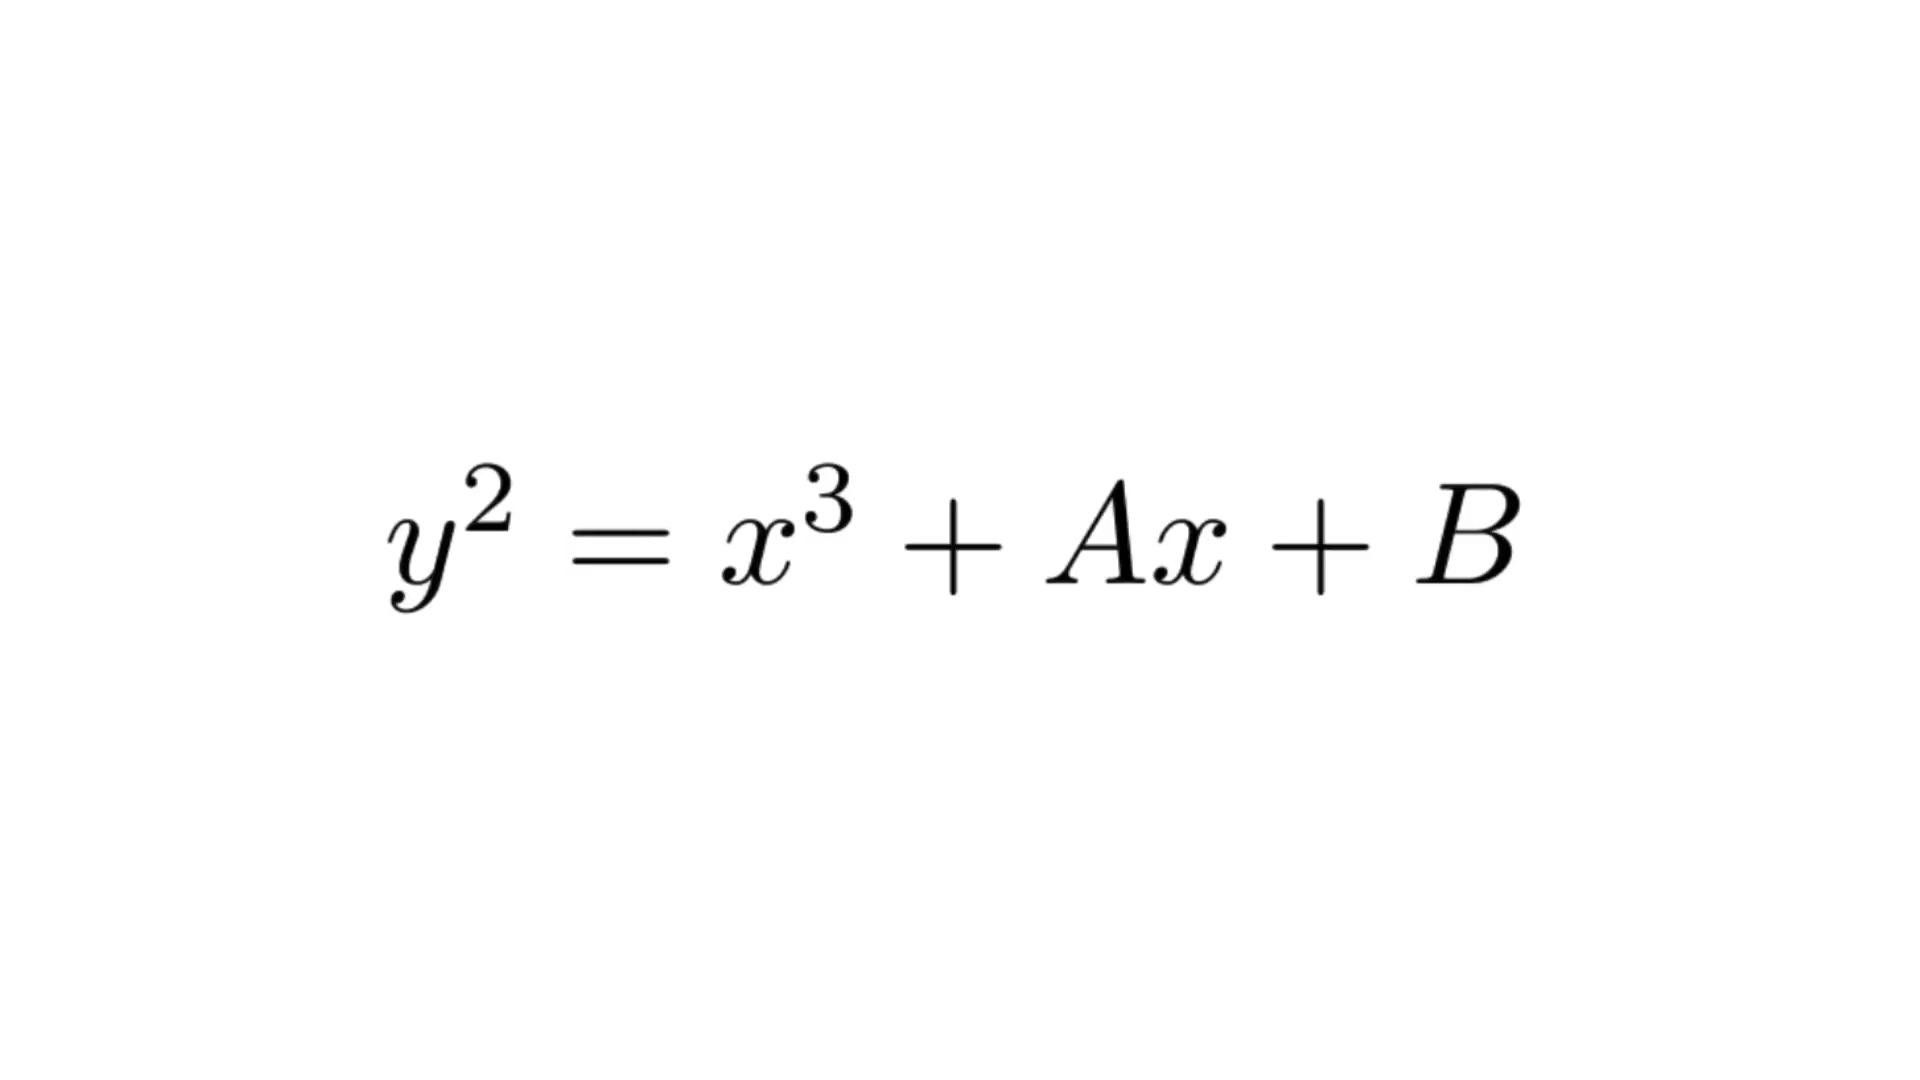 y² = x³ + Ax + B